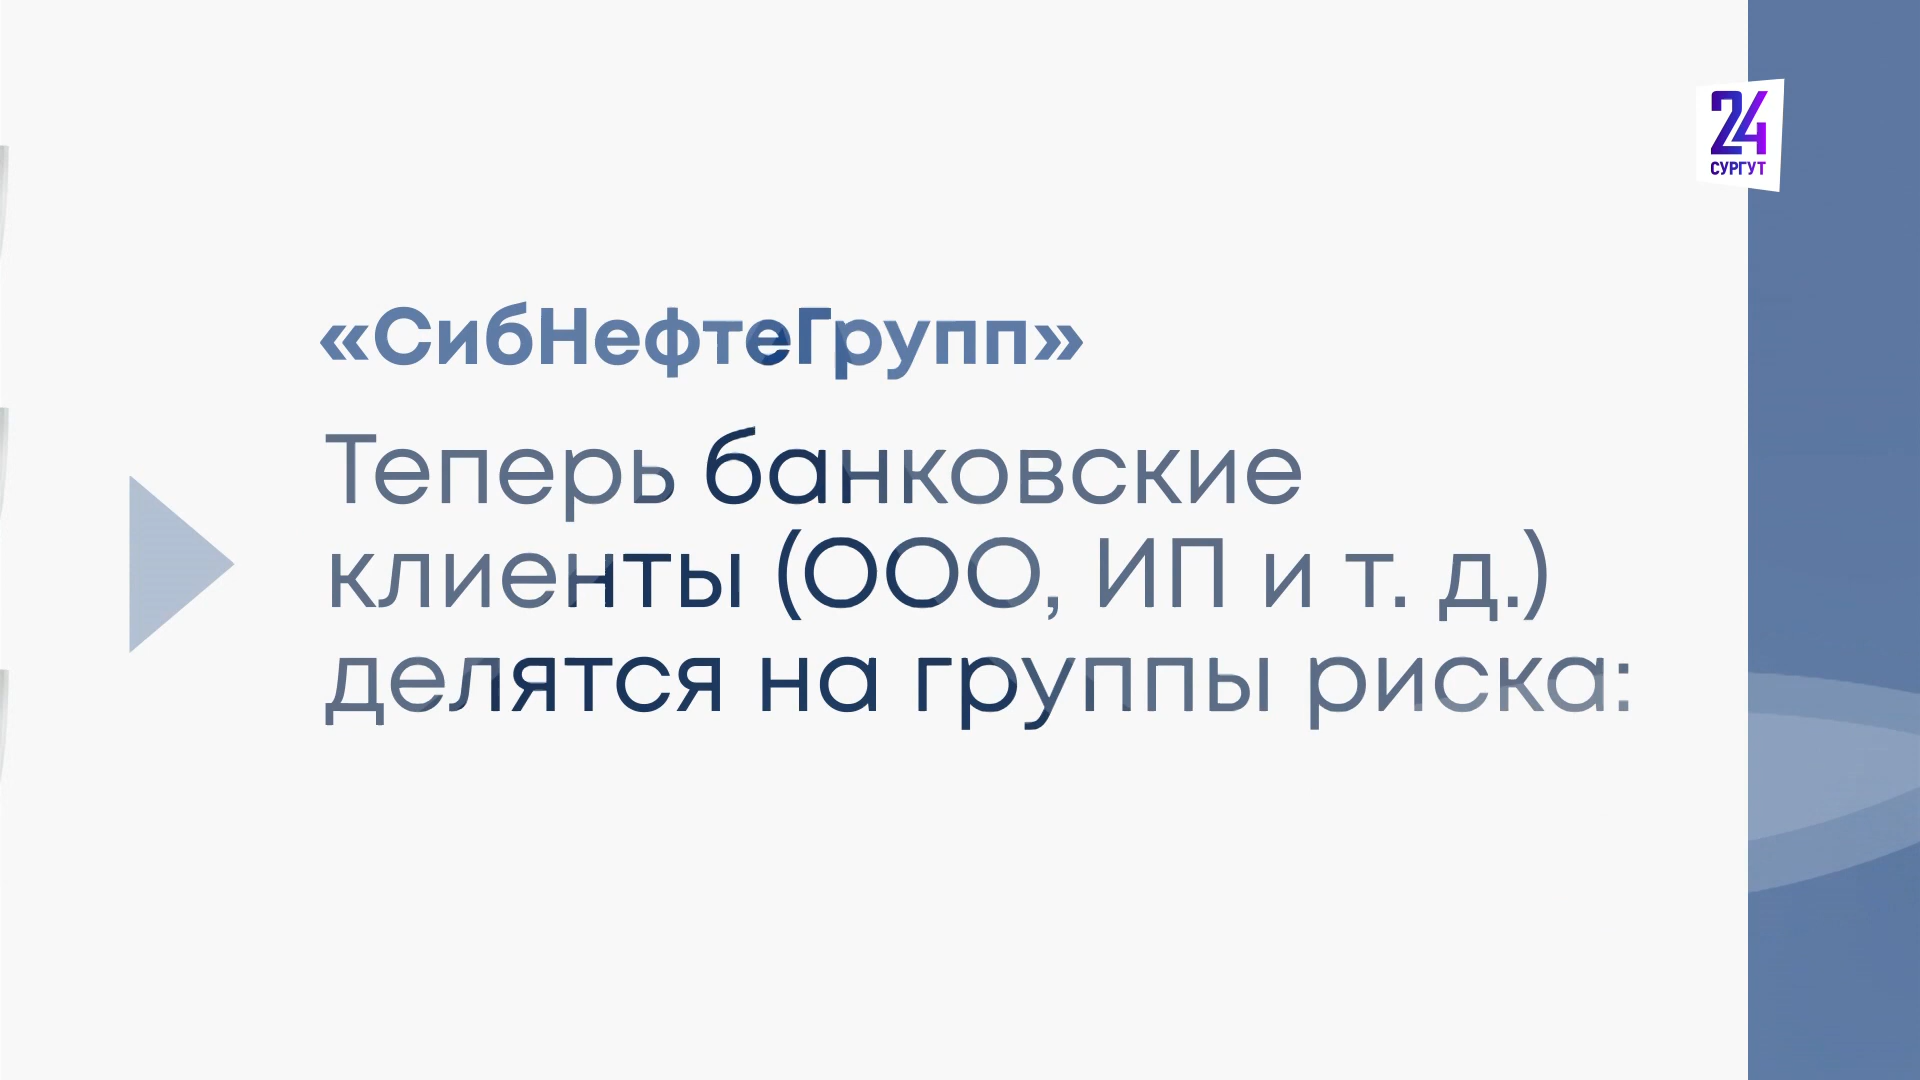 24
СУРГУТ
«СибНефтеГрупп»
Теперь банковские
клиенты (ООО, ИП и т. д.)
делятся на группы риска: